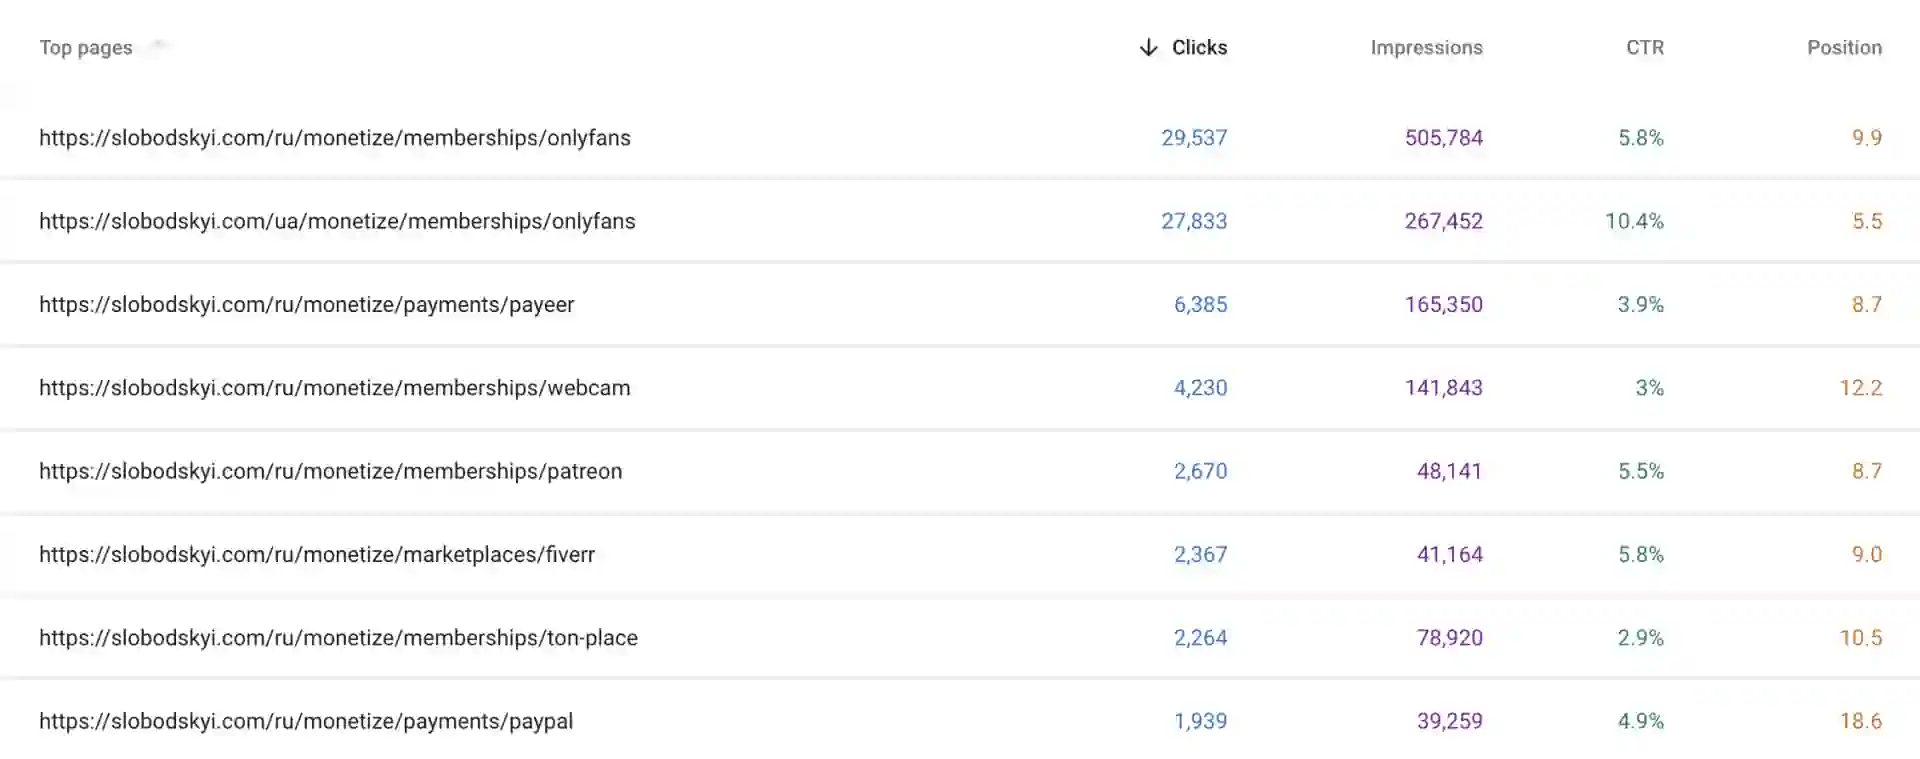 Top pages ↓ Clicks Impressions CTR Position
https://slobodskyi.com/ru/monetize/memberships/onlyfans 29,537 505,784 5.8% 9.9
https://slobodskyi.com/ua/monetize/memberships/onlyfans 27,833 267,452 10.4% 5.5
https://slobodskyi.com/ru/monetize/payments/payeer 6,385 165,350 3.9% 8.7
https://slobodskyi.com/ru/monetize/memberships/webcam 4,230 141,843 3% 12.2
https://slobodskyi.com/ru/monetize/memberships/patreon 2,670 48,141 5.5% 8.7
https://slobodskyi.com/ru/monetize/marketplaces/fiverr 2,367 41,164 5.8% 9.0
https://slobodskyi.com/ru/monetize/memberships/ton-place 2,264 78,920 2.9% 10.5
https://slobodskyi.com/ru/monetize/payments/paypal 1,939 39,259 4.9% 18.6